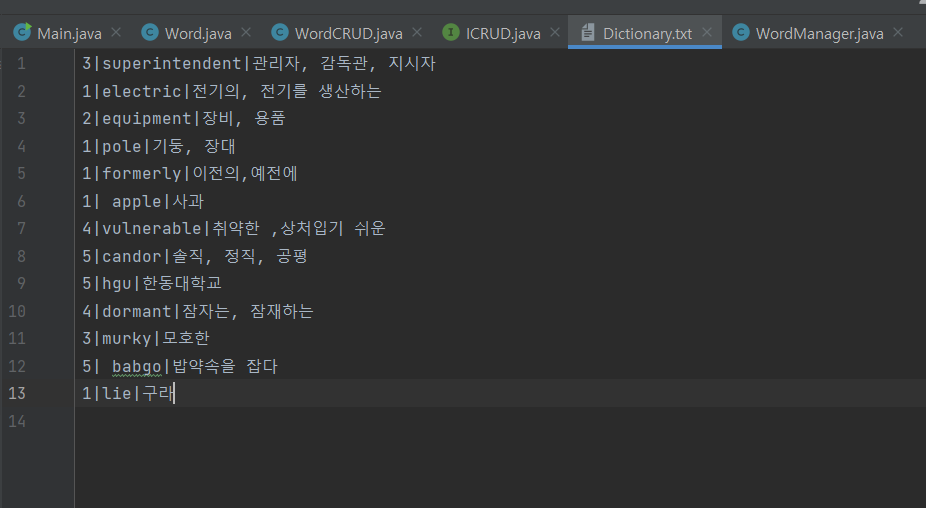 Main.java Word.java WordCRUD.java ICRUD.java Dictionary.txt WordManager.java
1 3|superintendent|관리자, 감독관, 지시자
2 1|electric|전기의, 전기를 생산하는
3 2|equipment|장비, 용품
4 1|pole|기둥, 장대
5 1|formerly|이전의,예전에
6 1| apple|사과
7 4|vulnerable|취약한 ,상처입기 쉬운
8 5|candor|솔직, 정직, 공평
9 5|hgu|한동대학교
10 4|dormant|잠자는, 잠재하는
11 3|murky|모호한
12 5| babgo|밥약속을 잡다
13 1|lie|구라
14